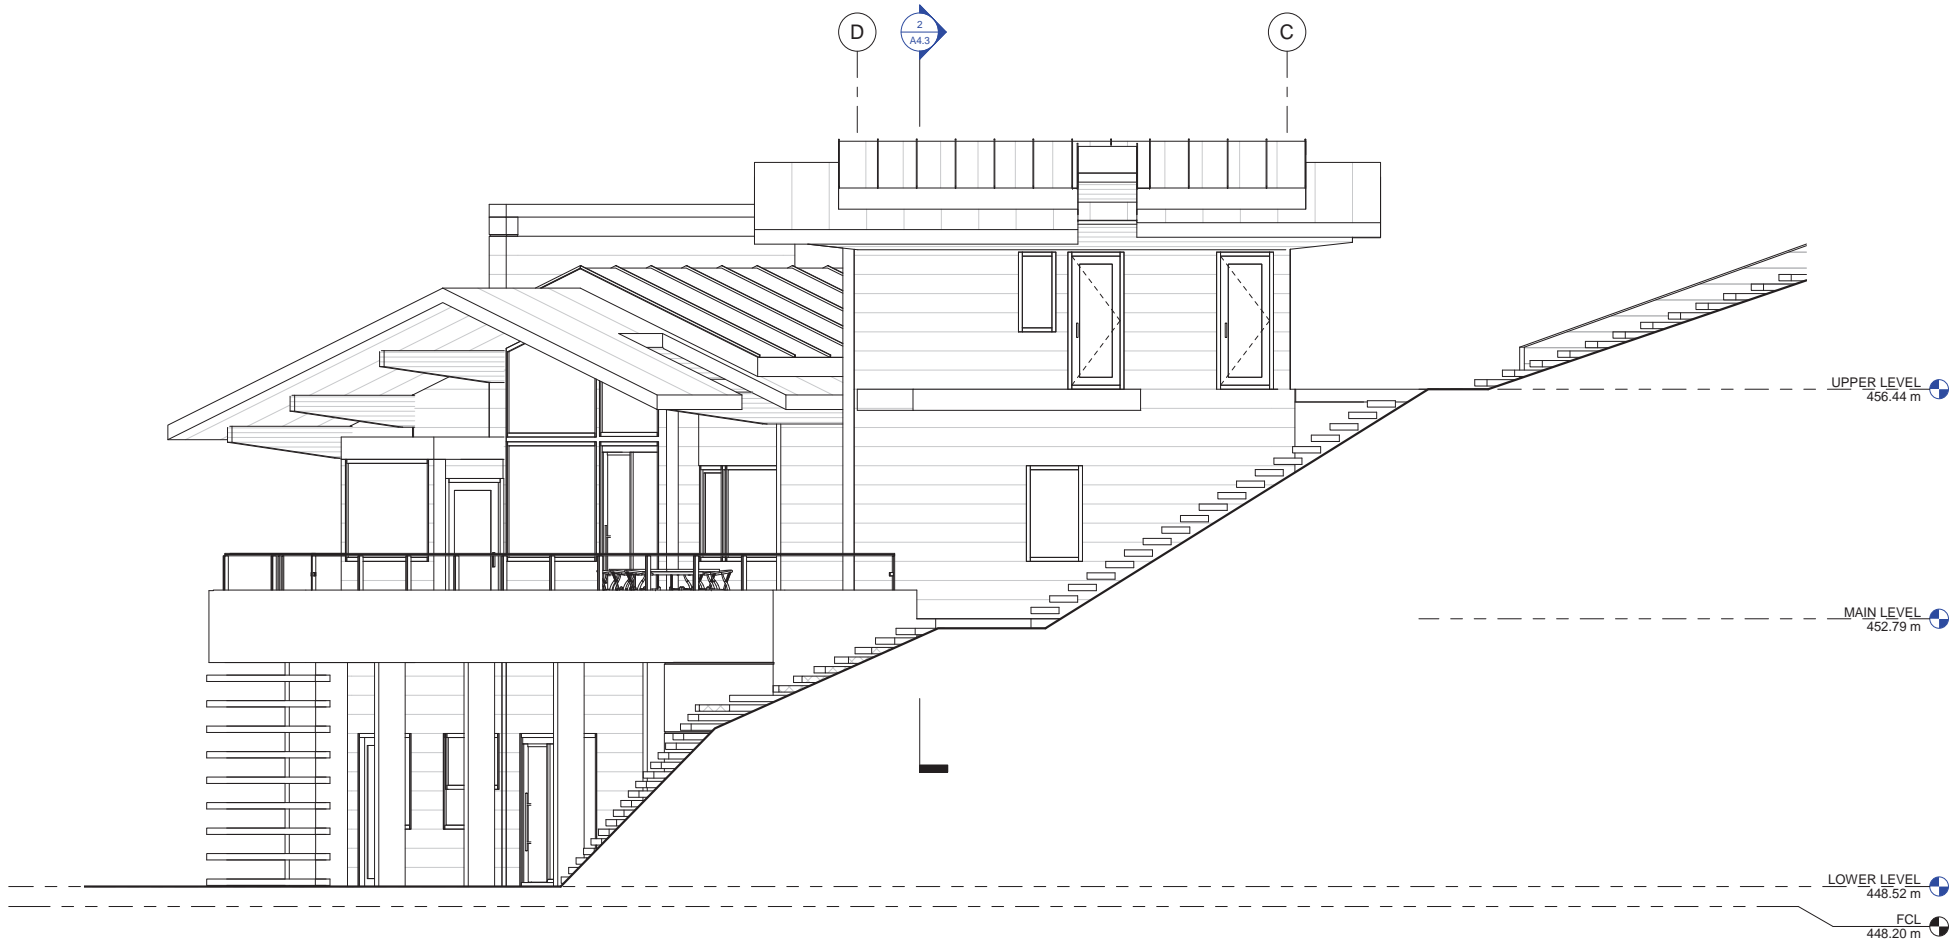 D
2
A4.3
C
UPPER LEVEL
456.44 m
MAIN LEVEL
452.79 m
LOWER LEVEL
448.52 m
FCL
448.20 m